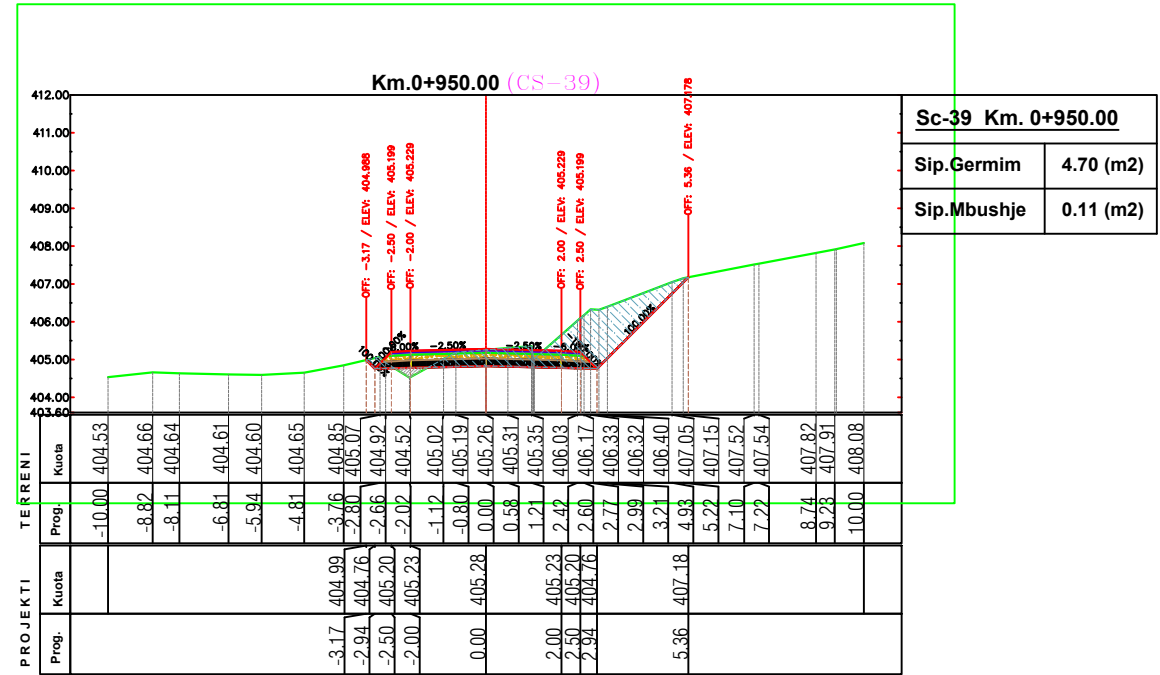 Km.0+950.00 (CS-39)
Sc-39 Km. 0+950.00
Sip.Germim 4.70 (m2)
Sip.Mbushje 0.11 (m2)
412.00
411.00
410.00
409.00
408.00
407.00
406.00
405.00
404.00
403.60
OFF: -3.17 / ELEV: 404.988
OFF: -2.50 / ELEV: 405.199
OFF: -2.00 / ELEV: 405.229
OFF: 2.00 / ELEV: 405.229
OFF: 2.50 / ELEV: 405.199
OFF: 5.36 / ELEV: 407.178
-2.50% -2.50%
100.00%
TERRENI
Kuota 404.53 404.66 404.64 404.61 404.60 404.65 404.85 405.07 404.92 404.52 405.02 405.19 405.26 405.31 405.35 406.03 406.17 406.33 406.32 406.40 407.05 407.15 407.52 407.54 407.82 407.91 408.08
Prog. -10.00 -8.82 -8.11 -6.81 -5.94 -4.81 -3.76 -2.80 -2.66 -2.02 -1.12 -0.80 0.00 0.58 1.21 2.42 2.60 2.77 2.99 3.21 4.93 5.22 7.10 7.22 8.74 9.23 10.00
PROJEKTI
Kuota 404.99 404.76 405.20 405.23 405.28 405.23 405.20 404.76 407.18
Prog. -3.17 -2.94 -2.50 -2.00 0.00 2.00 2.50 2.94 5.36